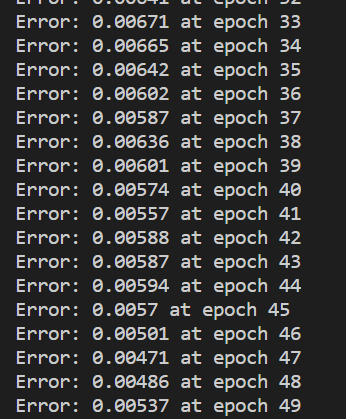 Error: 0.00671 at epoch 33
Error: 0.00665 at epoch 34
Error: 0.00642 at epoch 35
Error: 0.00602 at epoch 36
Error: 0.00587 at epoch 37
Error: 0.00636 at epoch 38
Error: 0.00601 at epoch 39
Error: 0.00574 at epoch 40
Error: 0.00557 at epoch 41
Error: 0.00588 at epoch 42
Error: 0.00587 at epoch 43
Error: 0.00594 at epoch 44
Error: 0.0057 at epoch 45
Error: 0.00501 at epoch 46
Error: 0.00471 at epoch 47
Error: 0.00486 at epoch 48
Error: 0.00537 at epoch 49